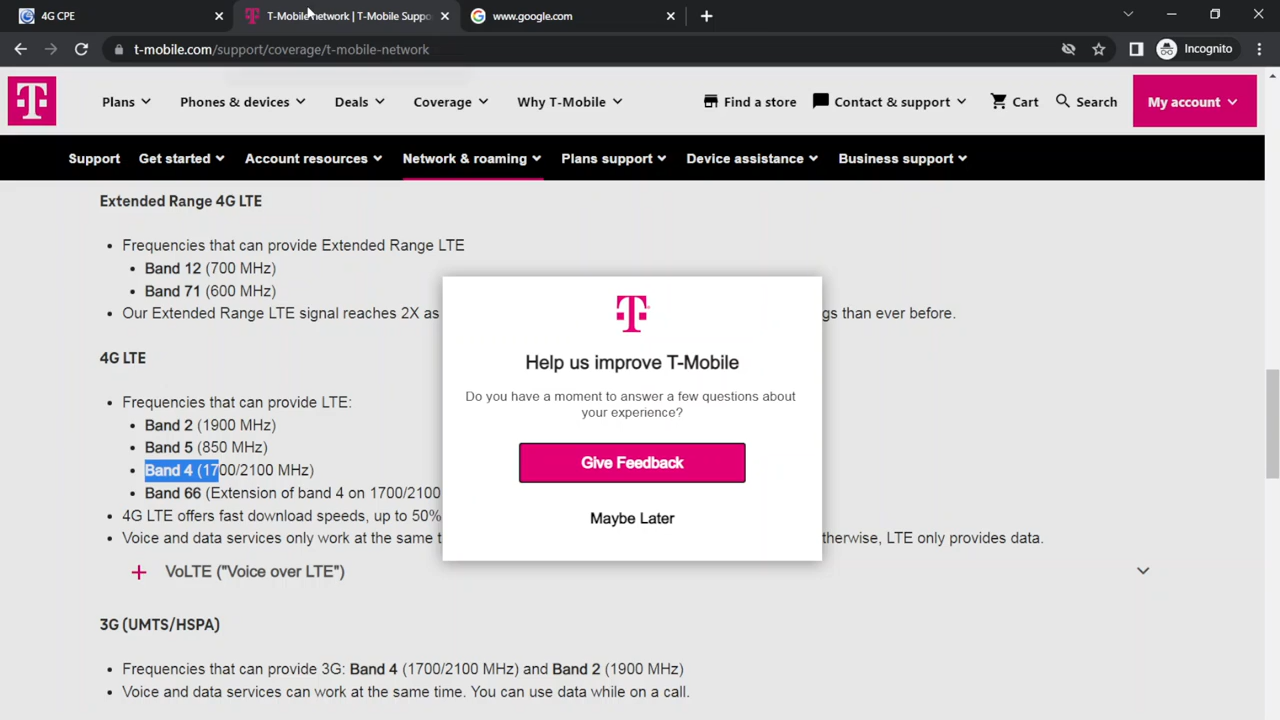 4G CPE
T-Mobile network | T-Mobile Suppo
www.google.com
t-mobile.com/support/coverage/t-mobile-network
Incognito
Plans Phones & devices Deals Coverage Why T-Mobile Find a store Contact & support Cart Search My account
Support Get started Account resources Network & roaming Plans support Device assistance Business support
Extended Range 4G LTE
• Frequencies that can provide Extended Range LTE
• Band 12 (700 MHz)
• Band 71 (600 MHz)
• Our Extended Range LTE signal reaches 2X as gs than ever before.
4G LTE
• Frequencies that can provide LTE:
• Band 2 (1900 MHz)
• Band 5 (850 MHz)
• Band 4 (1700/2100 MHz)
• Band 66 (Extension of band 4 on 1700/2100
• 4G LTE offers fast download speeds, up to 50%
• Voice and data services only work at the same t therwise, LTE only provides data.
+ VoLTE ("Voice over LTE")
3G (UMTS/HSPA)
• Frequencies that can provide 3G: Band 4 (1700/2100 MHz) and Band 2 (1900 MHz)
• Voice and data services can work at the same time. You can use data while on a call.
Help us improve T-Mobile
Do you have a moment to answer a few questions about
your experience?
Give Feedback
Maybe Later